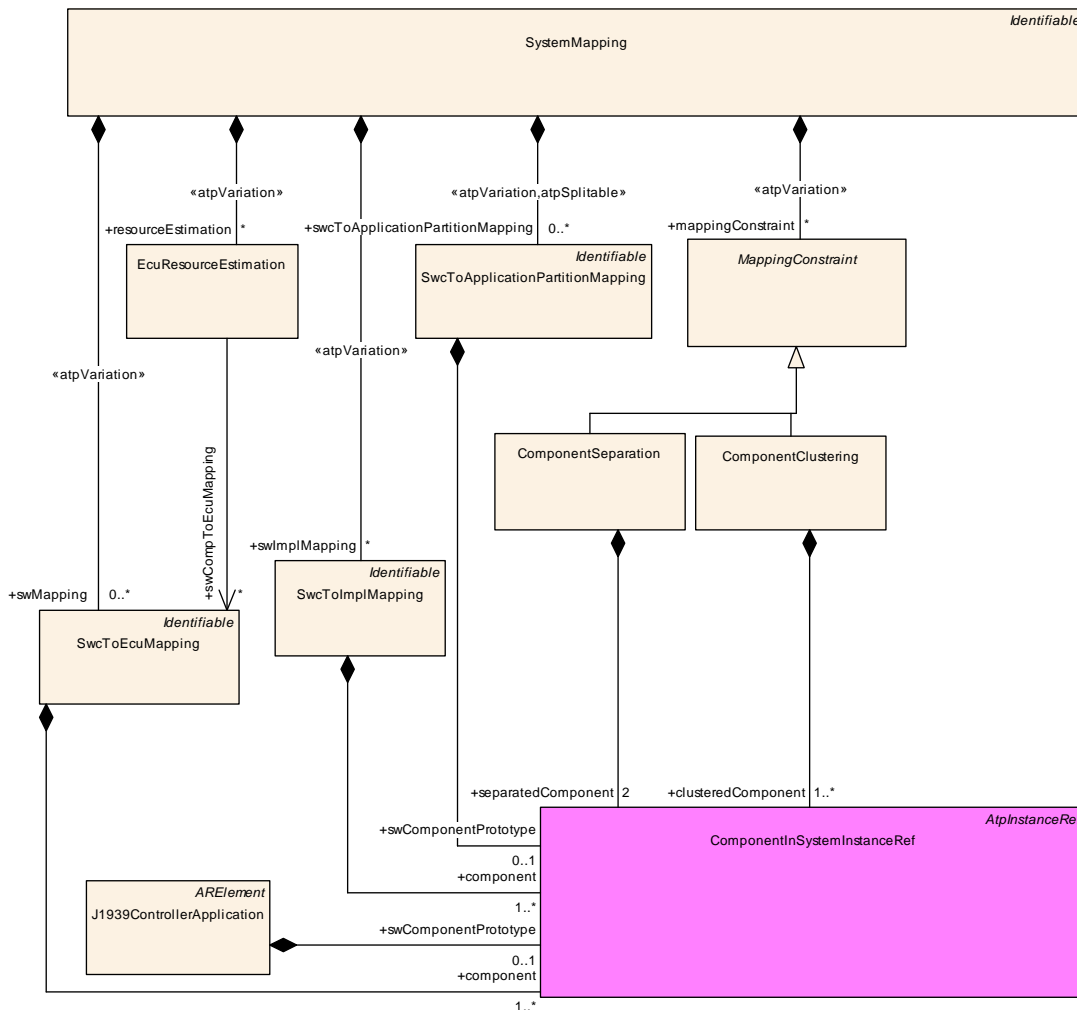 Identifiable
SystemMapping
«atpVariation»
«atpVariation,atpSplitable»
«atpVariation»
+resourceEstimation *
+swcToApplicationPartitionMapping 0..*
+mappingConstraint *
EcuResourceEstimation
Identifiable
SwcToApplicationPartitionMapping
MappingConstraint
«atpVariation»
«atpVariation»
ComponentSeparation
ComponentClustering
+swCompToEcuMapping
*
+swImplMapping *
Identifiable
SwcToImplMapping
+swMapping 0..*
Identifiable
SwcToEcuMapping
+separatedComponent 2
+clusteredComponent 1..*
AtpInstanceRe
ComponentInSystemInstanceRef
+swComponentPrototype
0..1
+component
1..*
ARElement
J1939ControllerApplication
+swComponentPrototype
0..1
+component
1..*